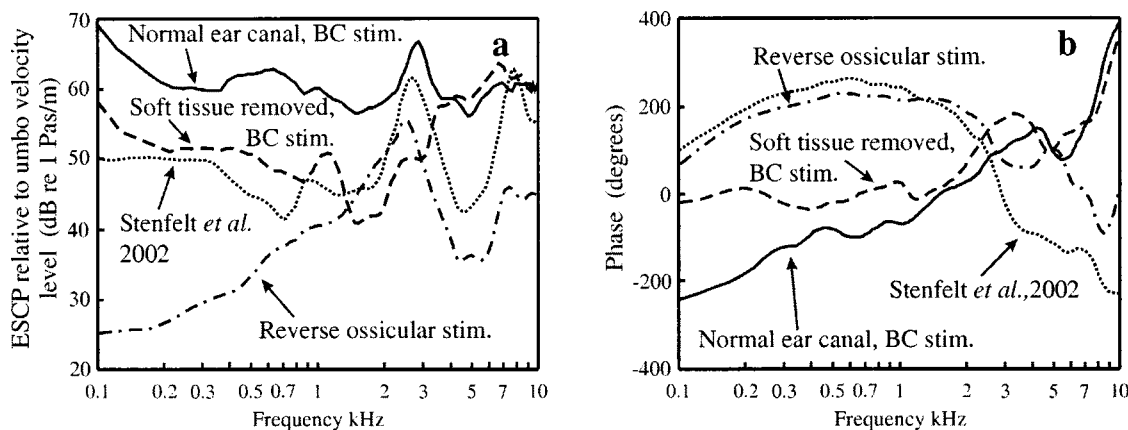 ESCP relative to umbo velocity
level (dB re 1 Pas/m)
70
60
50
40
30
20
Normal ear canal, BC stim.
a
Soft tissue removed,
BC stim.
Stenfelt et al.
2002
Reverse ossicular stim.
0.1
0.2
0.3
0.5
0.7
1
2
3
5
7
10
Frequency kHz
Phase (degrees)
400
200
0
-200
-400
b
Reverse ossicular stim.
Soft tissue removed,
BC stim.
Stenfelt et al.,2002
Normal ear canal, BC stim.
0.1
0.2
0.3
0.5
0.7
1
2
3
5
7
10
Frequency kHz